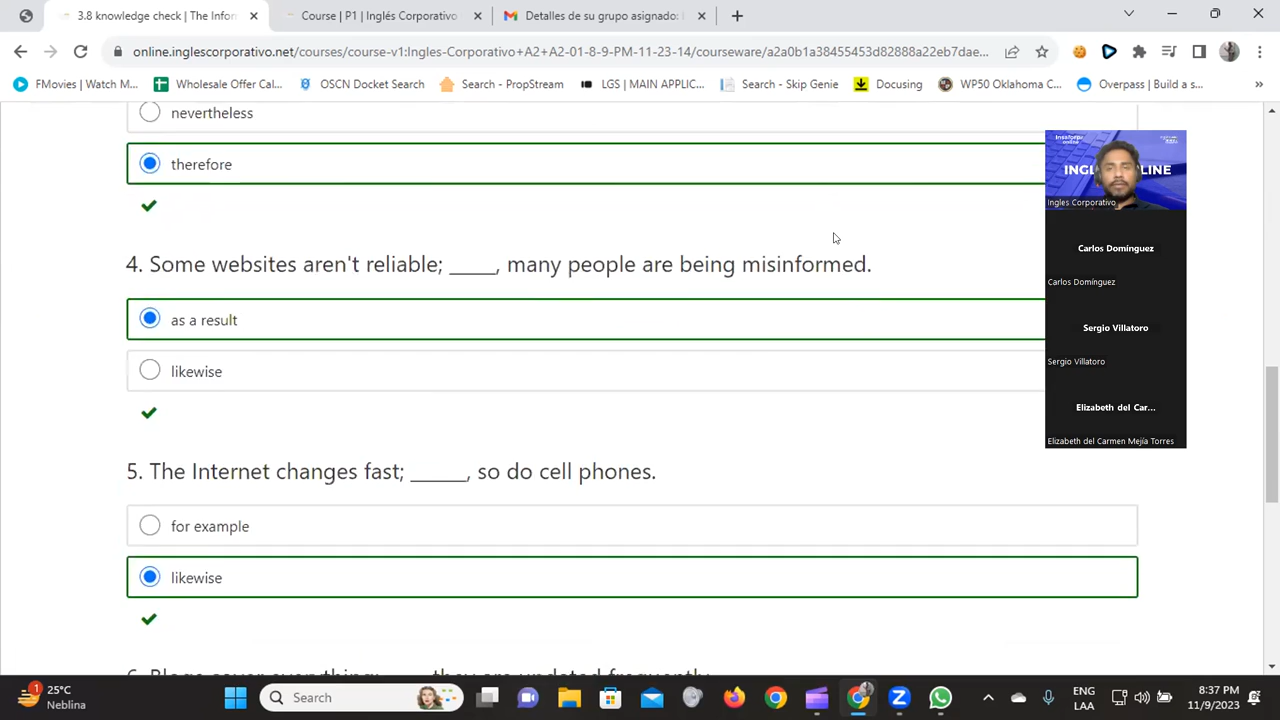 3.8 knowledge check | The Infor
Course | P1 | Inglés Corporativo
Detalles de su grupo asignado:
online.inglescorporativo.net/courses/course-v1:Ingles-Corporativo+A2+A2-01-8-9-PM-11-23-14/courseware/a2a0b1a38455453d82888a22eb7dae...
FMovies | Watch M...
Wholesale Offer Cal...
OSCN Docket Search
Search - PropStream
LGS | MAIN APPLIC...
Search - Skip Genie
Docusing
WP50 Oklahoma C...
Overpass | Build a s...
nevertheless
therefore
4. Some websites aren't reliable; _____, many people are being misinformed.
as a result
likewise
5. The Internet changes fast; ______, so do cell phones.
for example
likewise
Ingles Corporativo
Carlos Domínguez
Carlos Domínguez
Sergio Villatoro
Sergio Villatoro
Elizabeth del Car...
Elizabeth del Carmen Mejía Torres
1
25°C
Neblina
Search
ENG
LAA
8:37 PM
11/9/2023